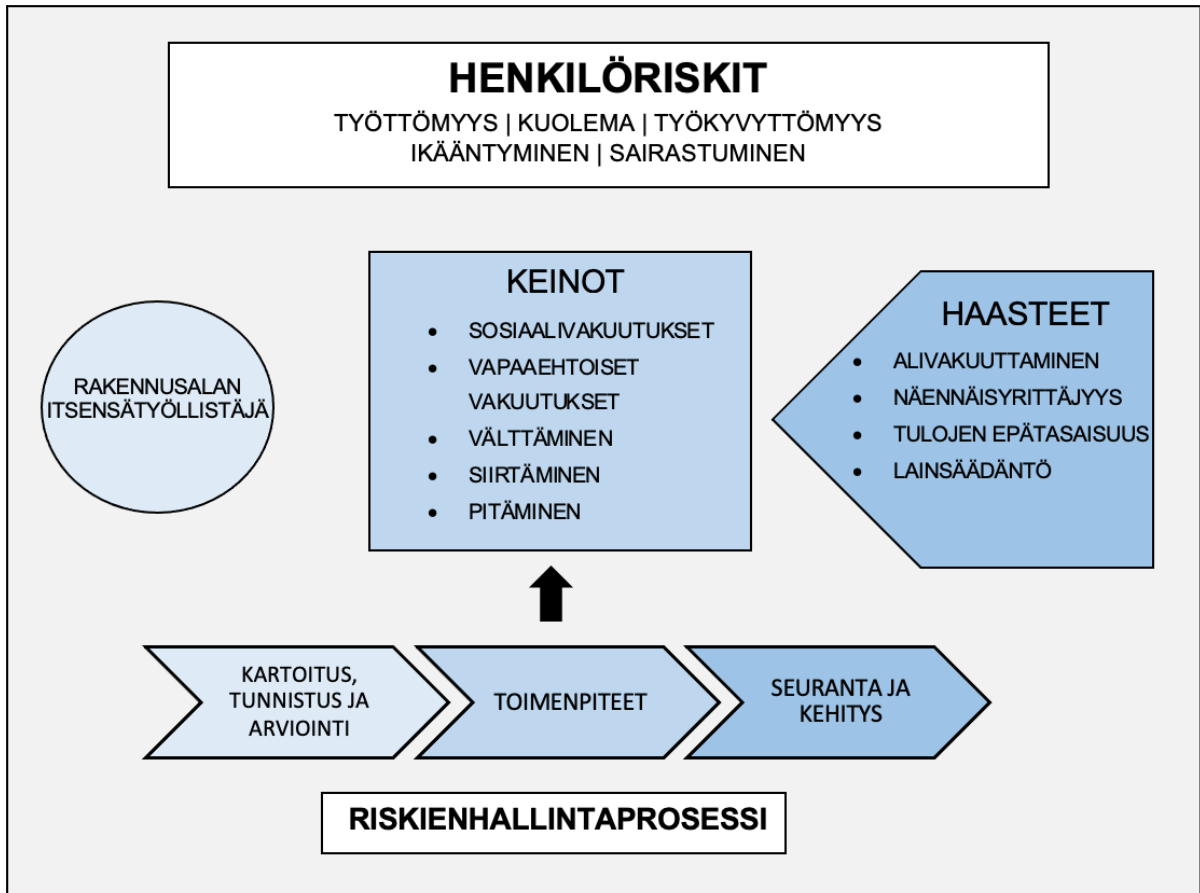 HENKILÖRISKIT
TYÖTTÖMYYS | KUOLEMA | TYÖKYVYTTÖMYYS
IKÄÄNTYMINEN | SAIRASTUMINEN
RAKENNUSALAN
ITSENSÄTYÖLLISTÄJÄ
KEINOT
• SOSIAALIVAKUUTUKSET
• VAPAAEHTOISET
VAKUUTUKSET
• VÄLTTÄMINEN
• SIIRTÄMINEN
• PITÄMINEN
HAASTEET
• ALIVAKUUTTAMINEN
• NÄENNÄISYRITTÄJYYS
• TULOJEN EPÄTASAISUUS
• LAINSÄÄDÄNTÖ
KARTOITUS,
TUNNISTUS JA
ARVIOINTI
TOIMENPITEET
SEURANTA JA
KEHITYS
RISKIENHALLINTAPROSESSI